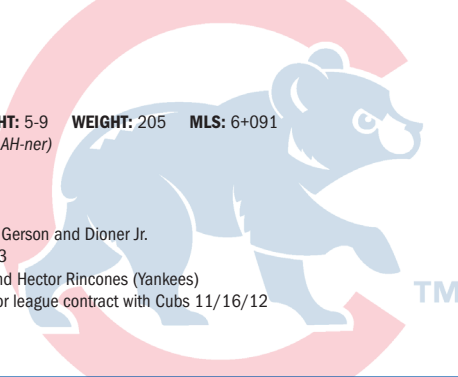 HT: 5-9 WEIGHT: 205 MLS: 6+091
AH-ner)
Gerson and Dioner Jr.
3
nd Hector Rincones (Yankees)
or league contract with Cubs 11/16/12
TM